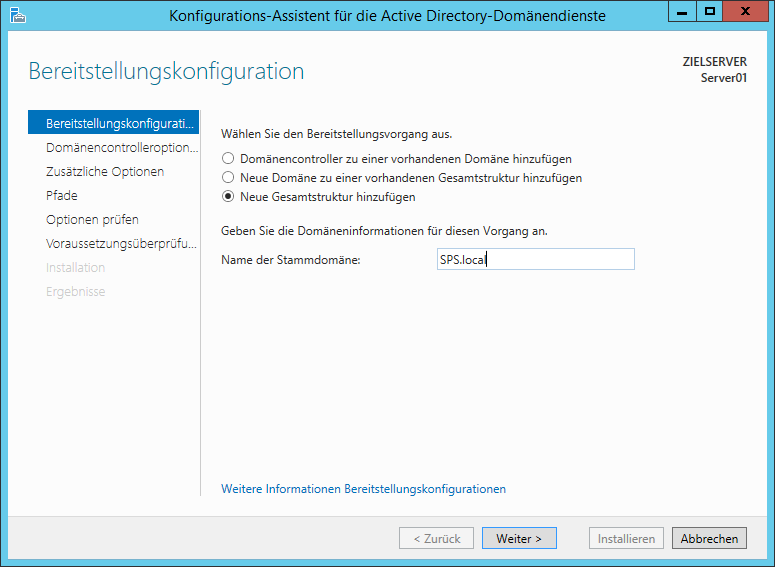 Konfigurations-Assistent für die Active Directory-Domänendienste
Bereitstellungskonfiguration
ZIELSERVER
Server01
Bereitstellungskonfigurati...
Domänencontrolleroption...
Zusätzliche Optionen
Pfade
Optionen prüfen
Voraussetzungsüberprüfu...
Installation
Ergebnisse
Wählen Sie den Bereitstellungsvorgang aus.
Domänencontroller zu einer vorhandenen Domäne hinzufügen
Neue Domäne zu einer vorhandenen Gesamtstruktur hinzufügen
Neue Gesamtstruktur hinzufügen
Geben Sie die Domäneninformationen für diesen Vorgang an.
Name der Stammdomäne: SPS.local
Weitere Informationen Bereitstellungskonfigurationen
< Zurück Weiter > Installieren Abbrechen